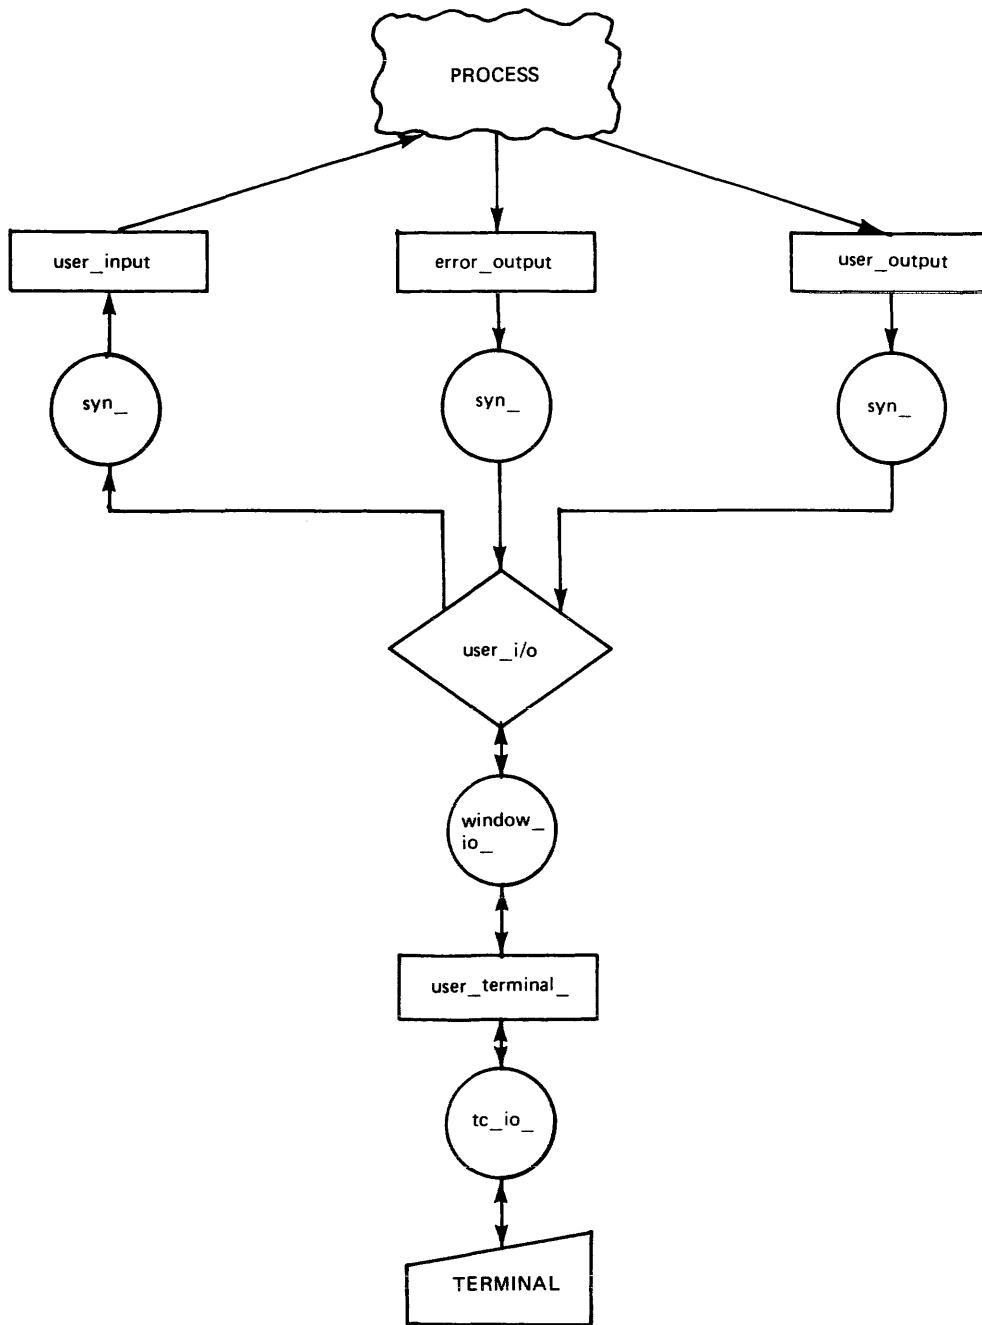 PROCESS
user_input
error_output
user_output
syn_
syn_
syn_
user_i/o
window_
io_
user_terminal_
tc_io_
TERMINAL